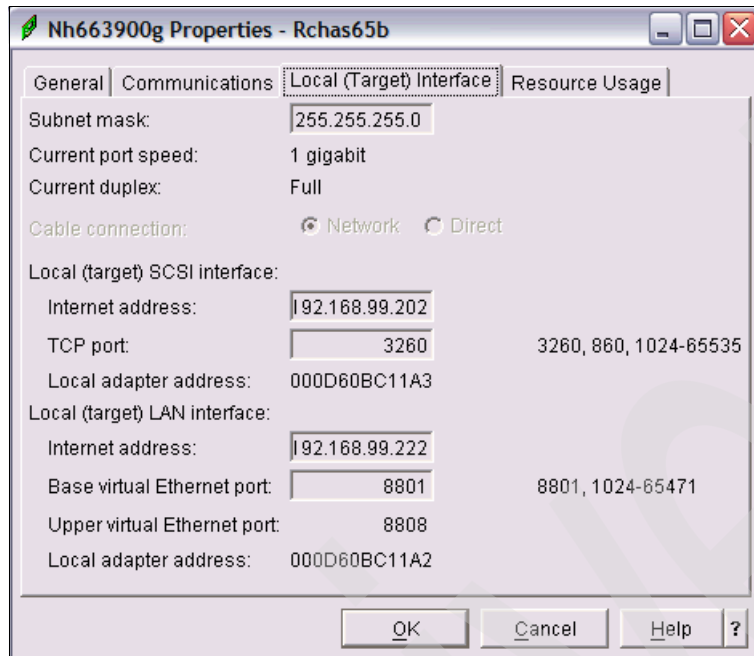 Nh663900g Properties - Rchas65b
General Communications Local (Target) Interface Resource Usage
Subnet mask: 255.255.255.0
Current port speed: 1 gigabit
Current duplex: Full
Cable connection: Network Direct
Local (target) SCSI interface:
Internet address: 192.168.99.202
TCP port: 3260 3260, 860, 1024-65535
Local adapter address: 000D60BC11A3
Local (target) LAN interface:
Internet address: 192.168.99.222
Base virtual Ethernet port: 8801 8801, 1024-65471
Upper virtual Ethernet port: 8808
Local adapter address: 000D60BC11A2
OK Cancel Help ?